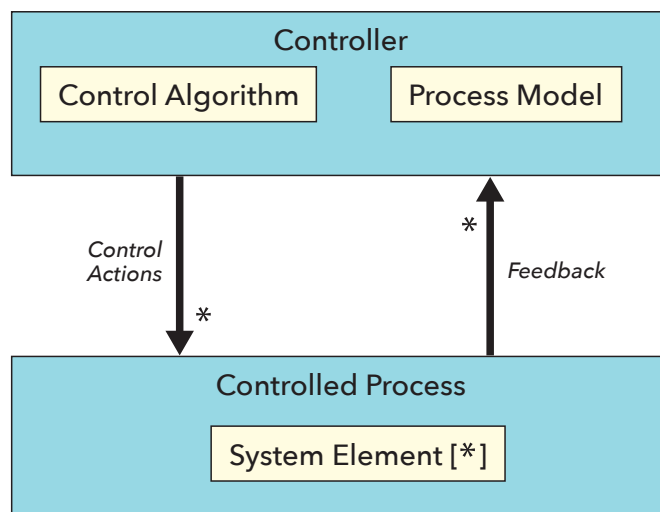 Controller
Control Algorithm
Process Model
Control
Actions
*
*
Feedback
Controlled Process
System Element [*]